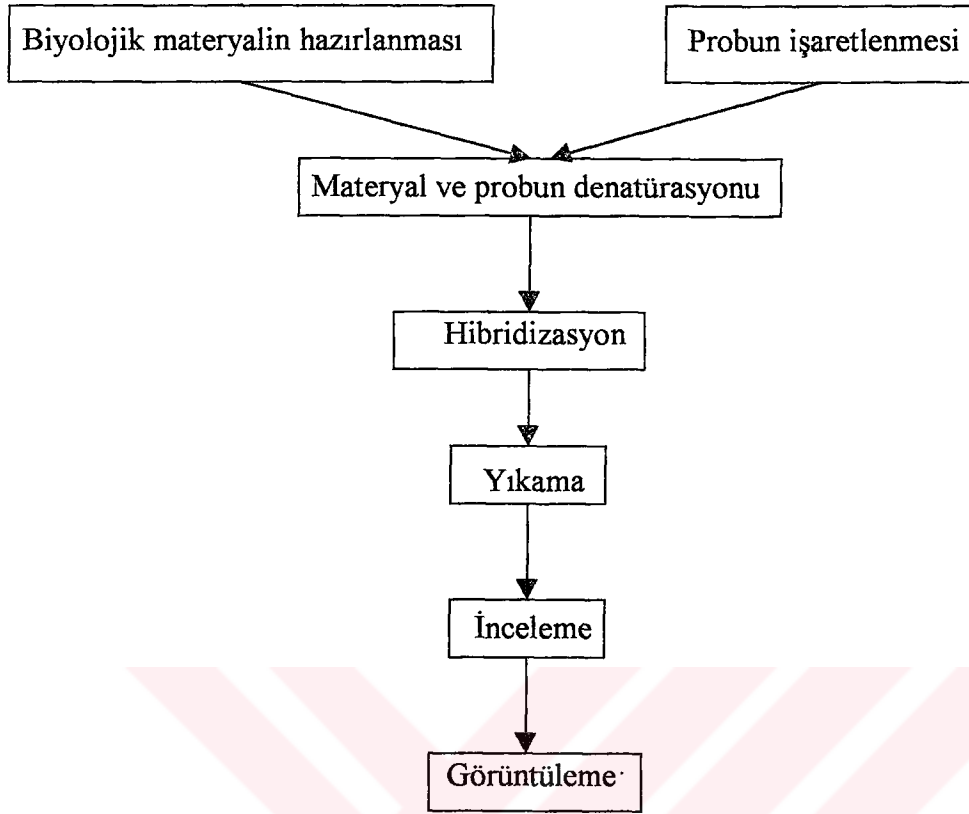 Biyolojik materyalin hazırlanması
Probun işaretlenmesi
Materyal ve probun denatürasyonu
Hibridizasyon
Yıkama
İnceleme
Görüntüleme